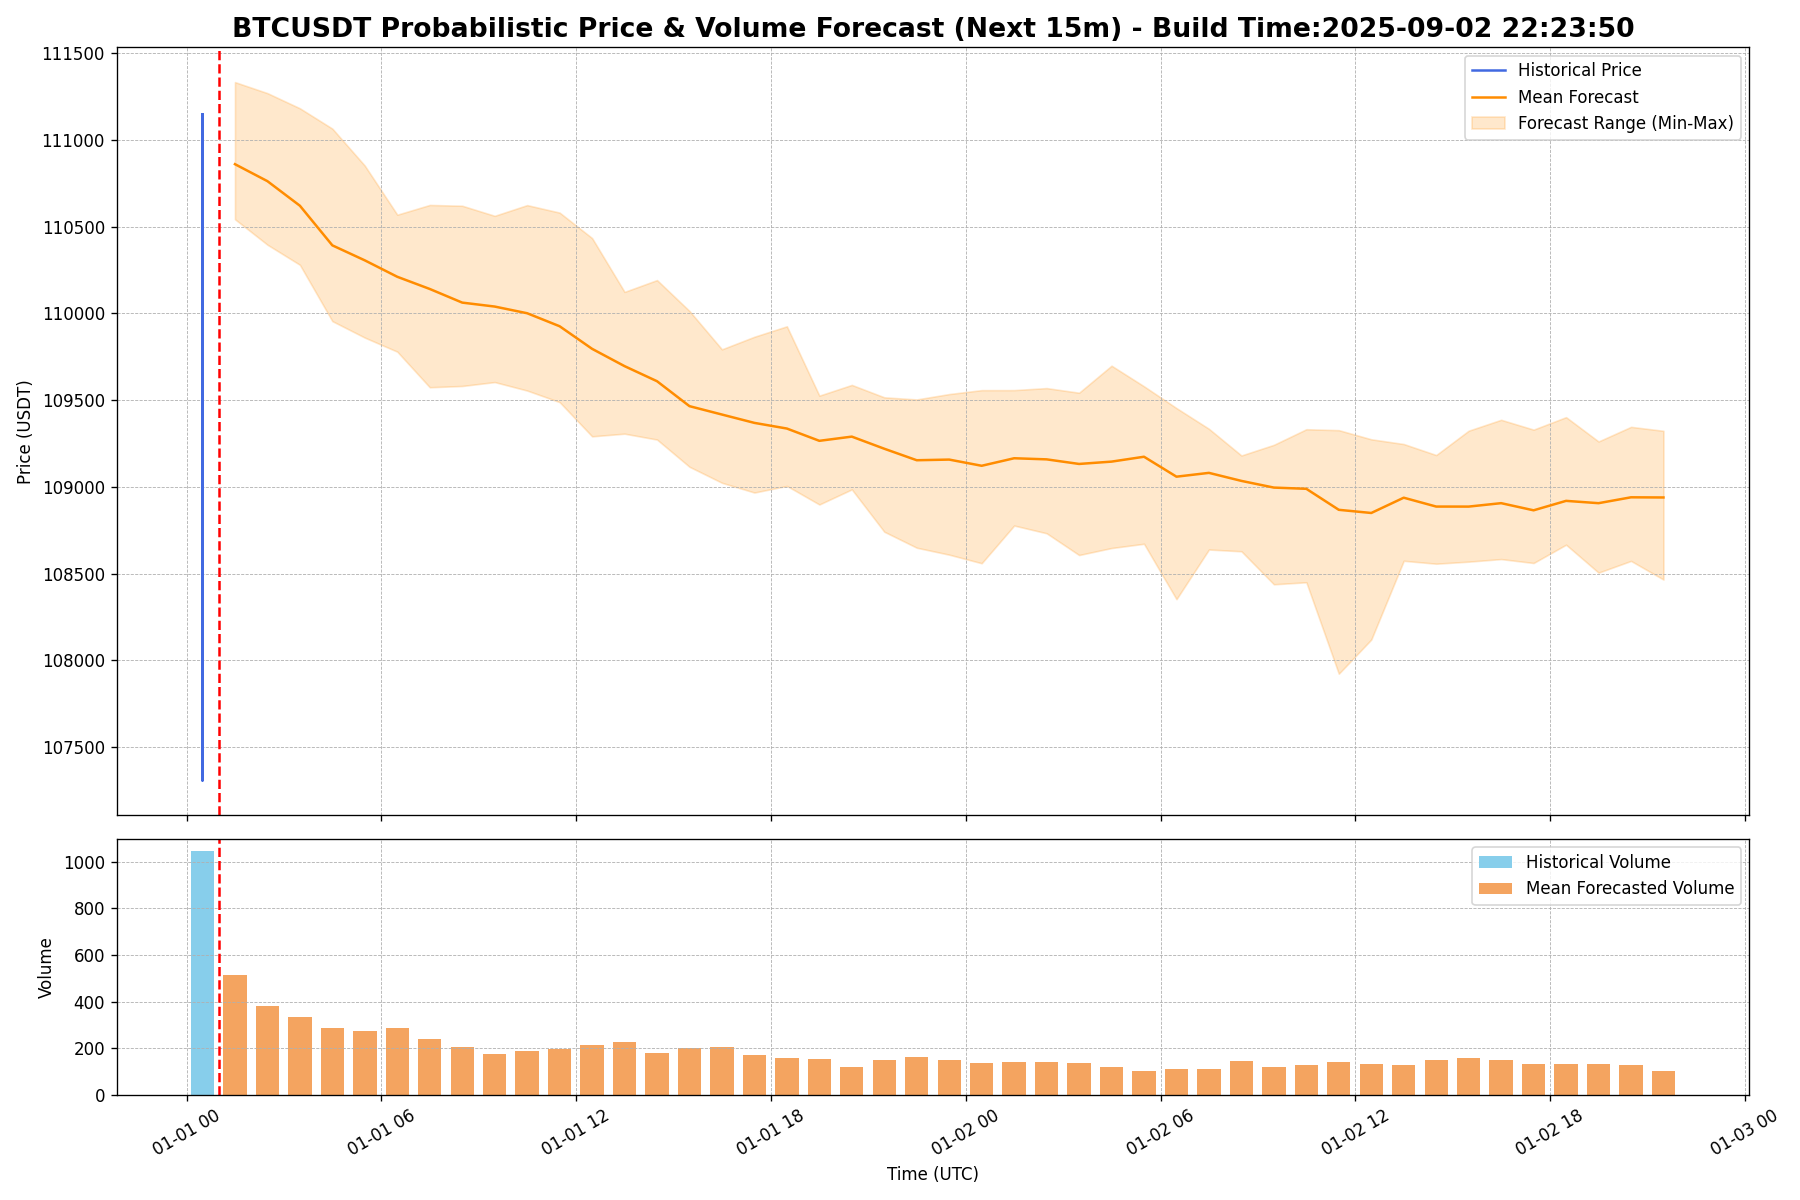 BTCUSDT Probabilistic Price & Volume Forecast (Next 15m) - Build Time:2025-09-02 22:23:50
Historical Price
Mean Forecast
Forecast Range (Min-Max)
Price (USDT)
111500
111000
110500
110000
109500
109000
108500
108000
107500
Historical Volume
Mean Forecasted Volume
Volume
1000
800
600
400
200
0
01-01 00
01-01 06
01-01 12
01-01 18
01-02 00
01-02 06
01-02 12
01-02 18
01-03 00
Time (UTC)